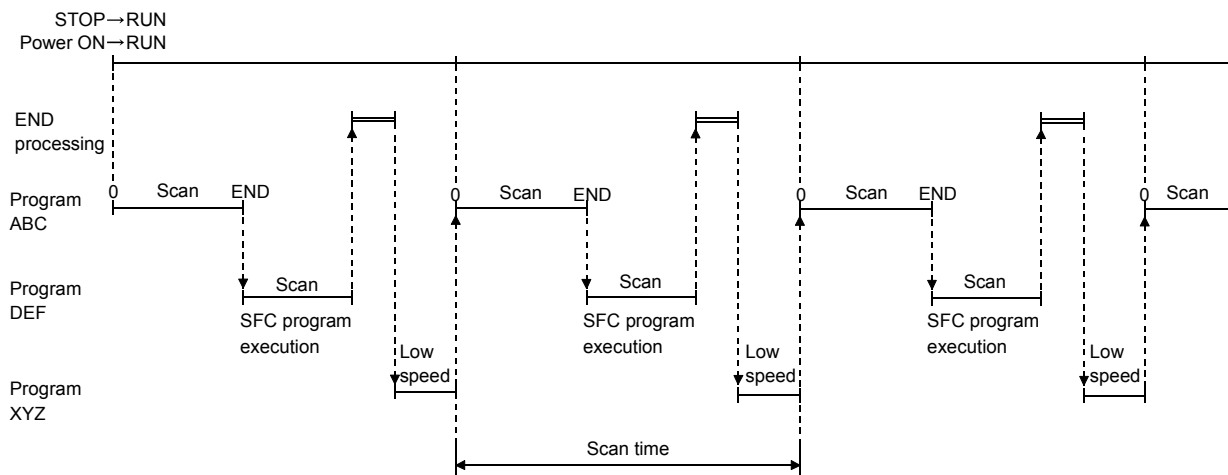 STOP→RUN
Power ON→RUN
END
processing
Program
ABC
0 Scan END 0 Scan END 0 Scan END 0 Scan
Program
DEF
Scan Scan Scan
SFC program
execution
SFC program
execution
SFC program
execution
Low
speed
Low
speed
Low
speed
Program
XYZ
Scan time